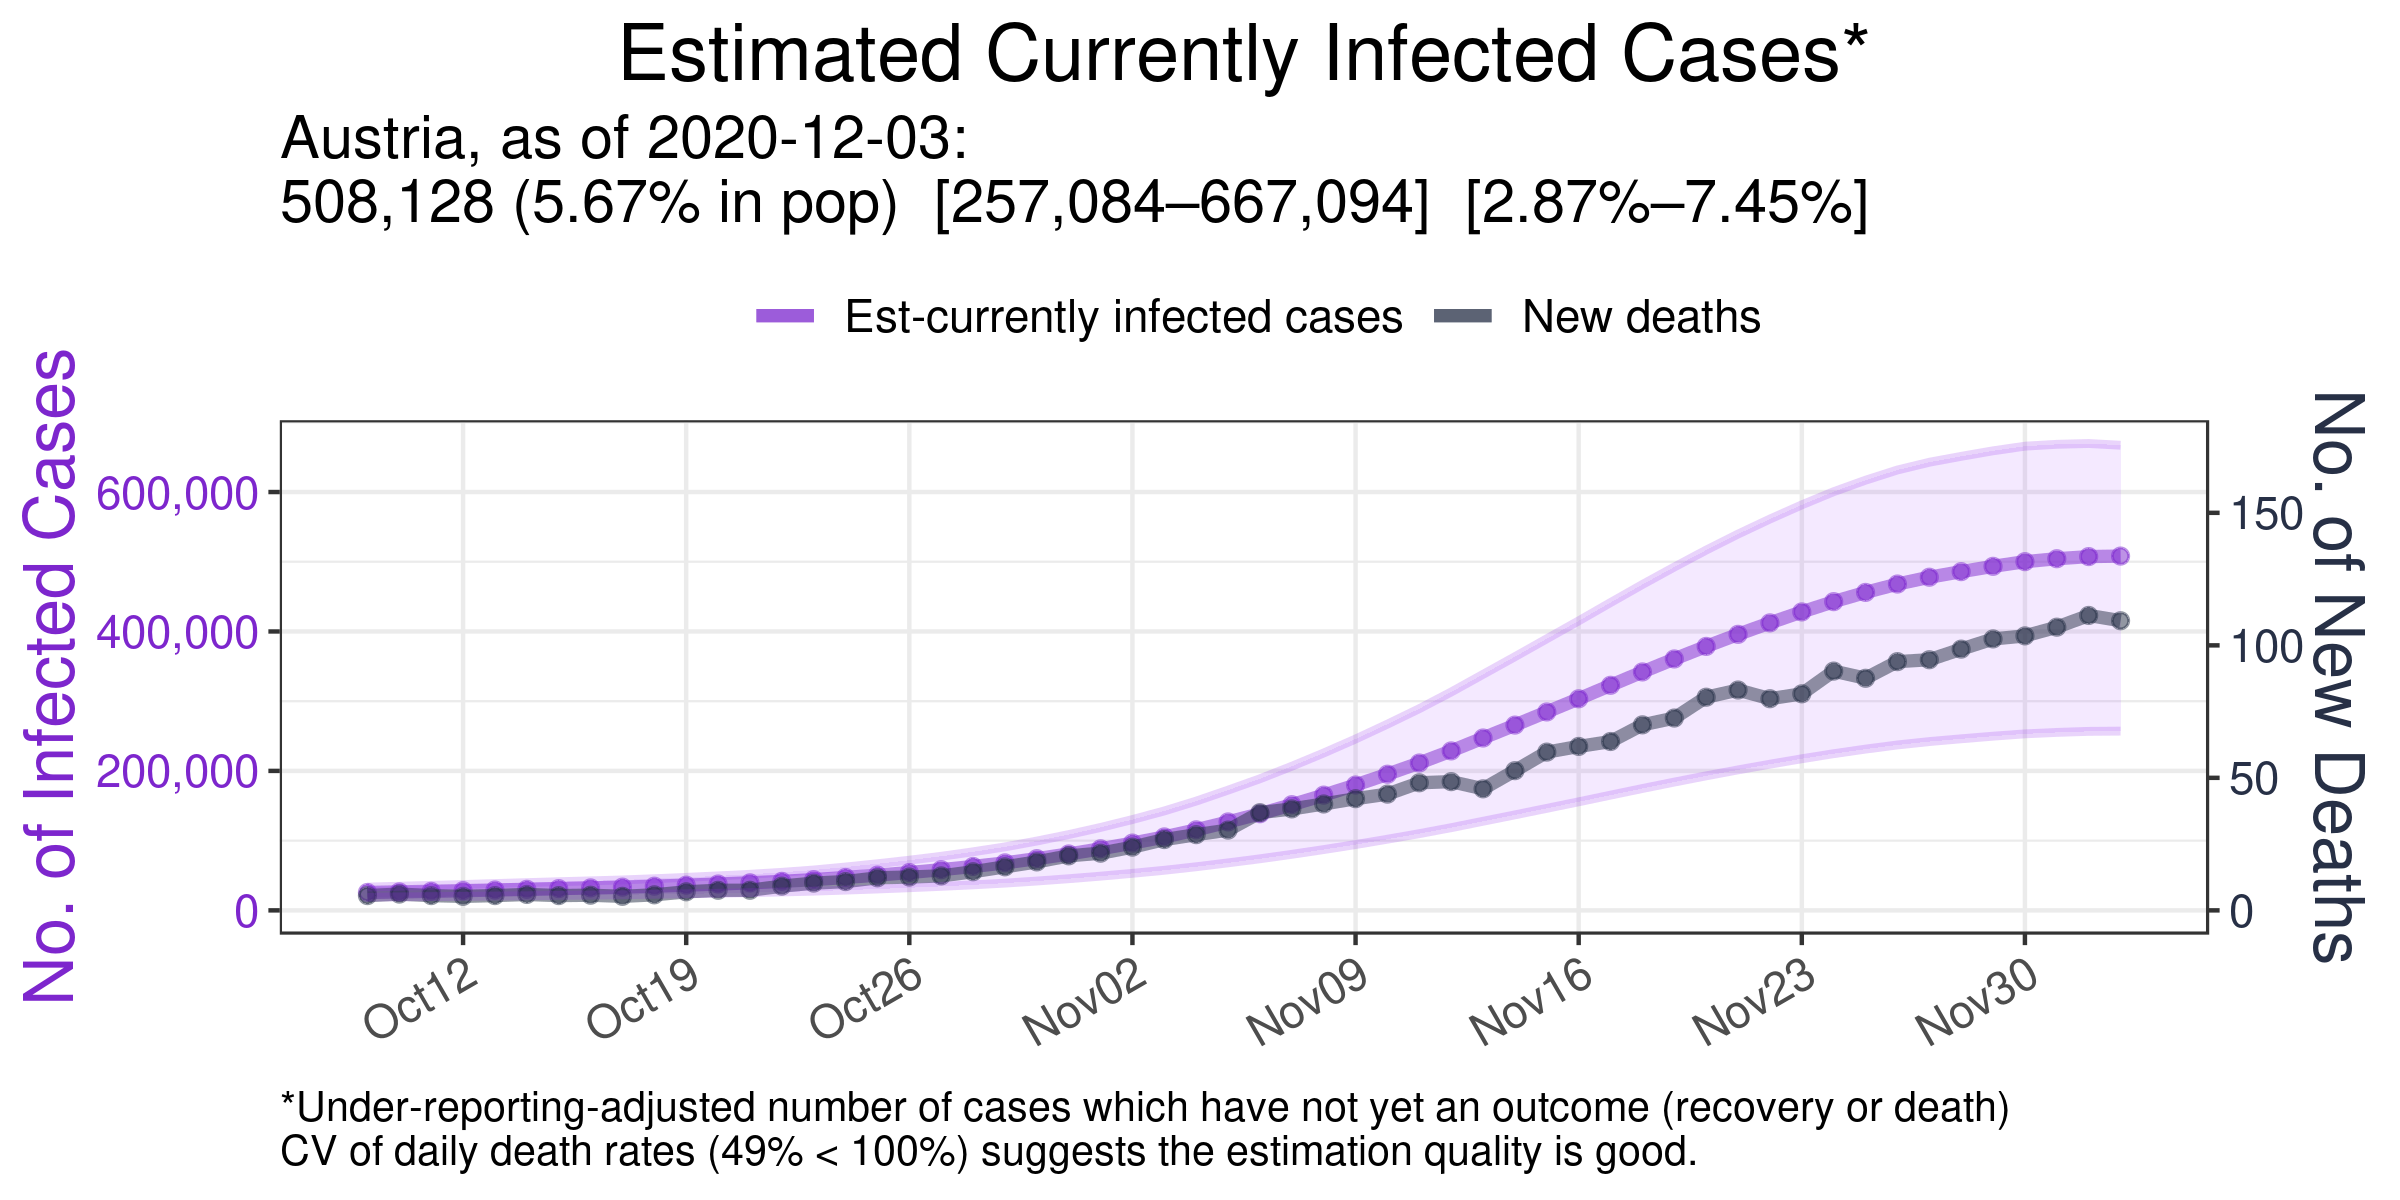 Estimated Currently Infected Cases*
Austria, as of 2020-12-03:
508,128 (5.67% in pop)  [257,084–667,094]  [2.87%–7.45%]
Est-currently infected cases
New deaths
No. of Infected Cases
600,000
400,000
200,000
0
No. of New Deaths
150
100
50
0
Oct12
Oct19
Oct26
Nov02
Nov09
Nov16
Nov23
Nov30
*Under-reporting-adjusted number of cases which have not yet an outcome (recovery or death)
CV of daily death rates (49% < 100%) suggests the estimation quality is good.